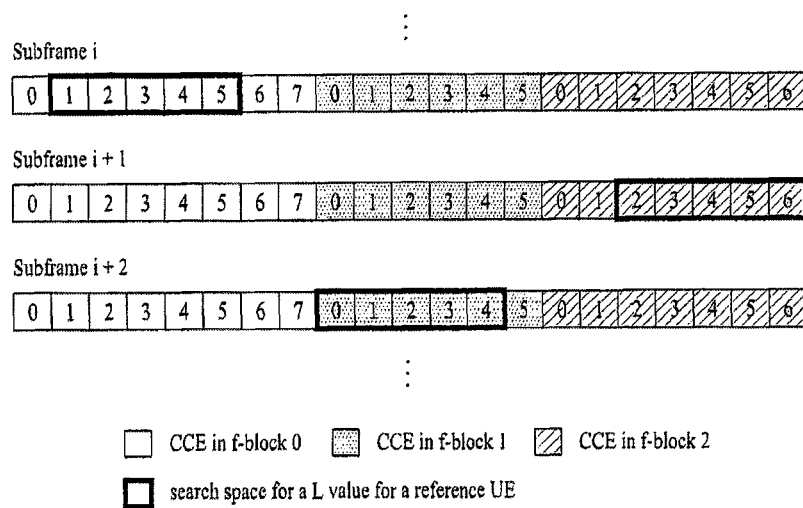 Subframe i
0 1 2 3 4 5 6 7 0 1 2 3 4 5 0 1 2 3 4 5 6
Subframe i + 1
0 1 2 3 4 5 6 7 0 1 2 3 4 5 0 1 2 3 4 5 6
Subframe i + 2
0 1 2 3 4 5 6 7 0 1 2 3 4 5 0 1 2 3 4 5 6
CCE in f-block 0 CCE in f-block 1 CCE in f-block 2
search space for a L value for a reference UE